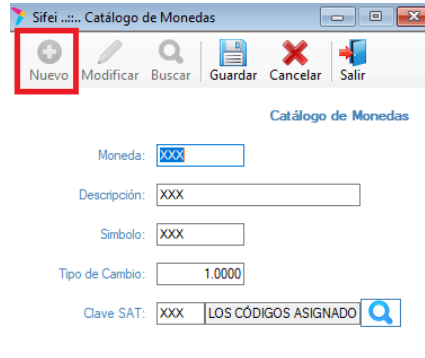 Sifei ..::.. Catálogo de Monedas
Nuevo Modificar Buscar Guardar Cancelar Salir
Catálogo de Monedas
Moneda: XXX
Descripción: XXX
Simbolo: XXX
Tipo de Cambio: 1.0000
Clave SAT: XXX LOS CÓDIGOS ASIGNADO